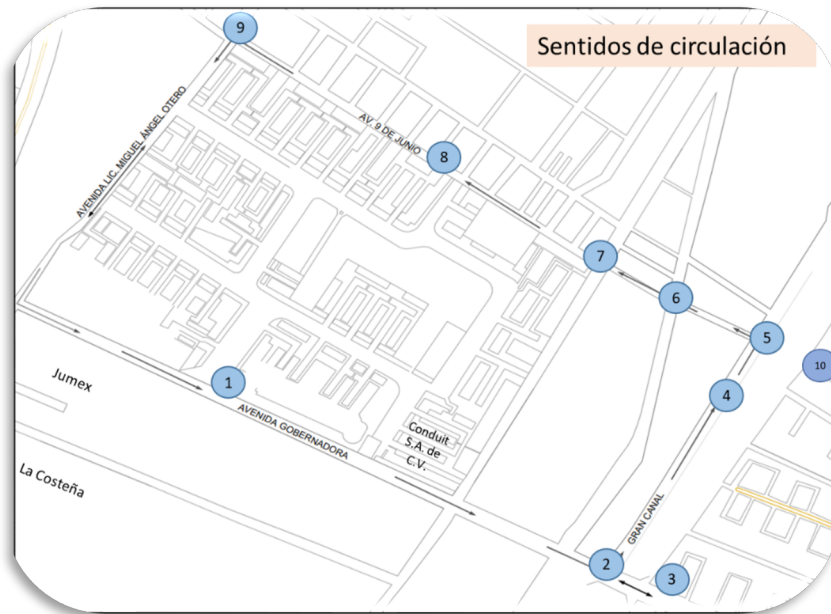 9
Sentidos de circulación
AVENIDA LIC. MIGUEL ÁNGEL OTERO
AV. 9 DE JUNIO
8
7
6
5
10
4
1
Jumex
AVENIDA GOBERNADORA
Conduit
S.A. de
C.V.
La Costeña
GRAN CANAL
2
3